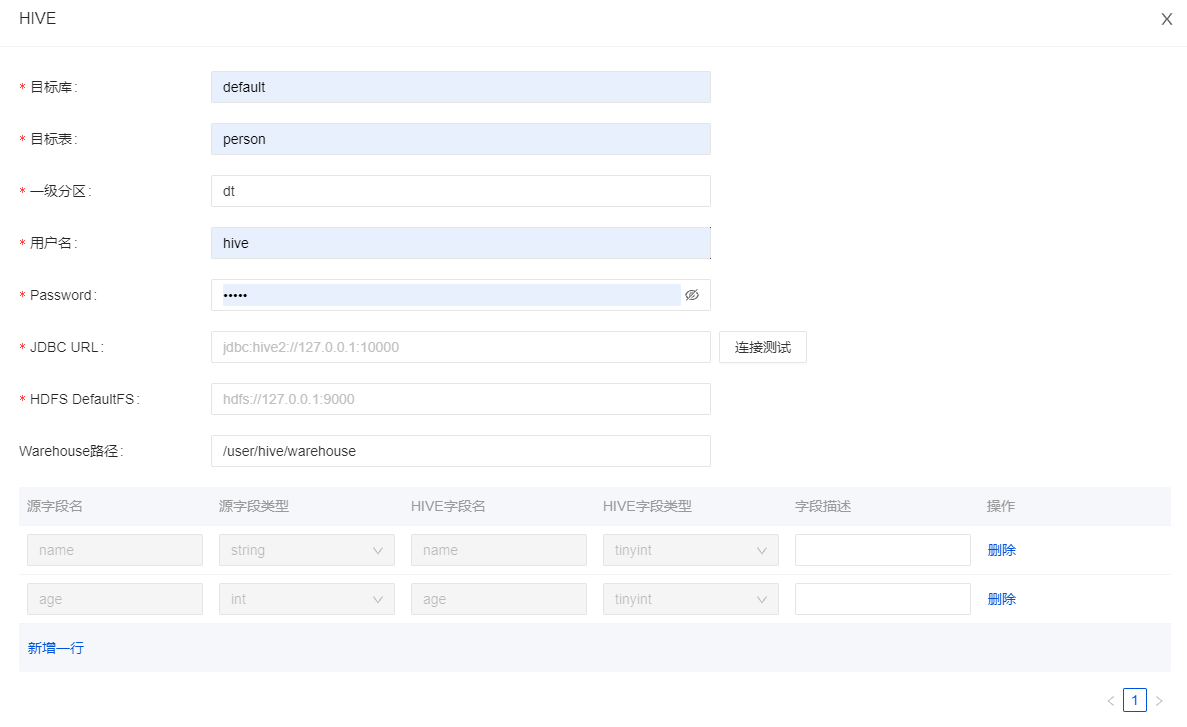 HIVE
X
* 目标库: default
* 目标表: person
* 一级分区: dt
* 用户名: hive
* Password: •••••
* JDBC URL: jdbc:hive2://127.0.0.1:10000 连接测试
* HDFS DefaultFS: hdfs://127.0.0.1:9000
Warehouse路径: /user/hive/warehouse
源字段名 源字段类型 HIVE字段名 HIVE字段类型 字段描述 操作
name string name tinyint 删除
age int age tinyint 删除
新增一行
< 1 >